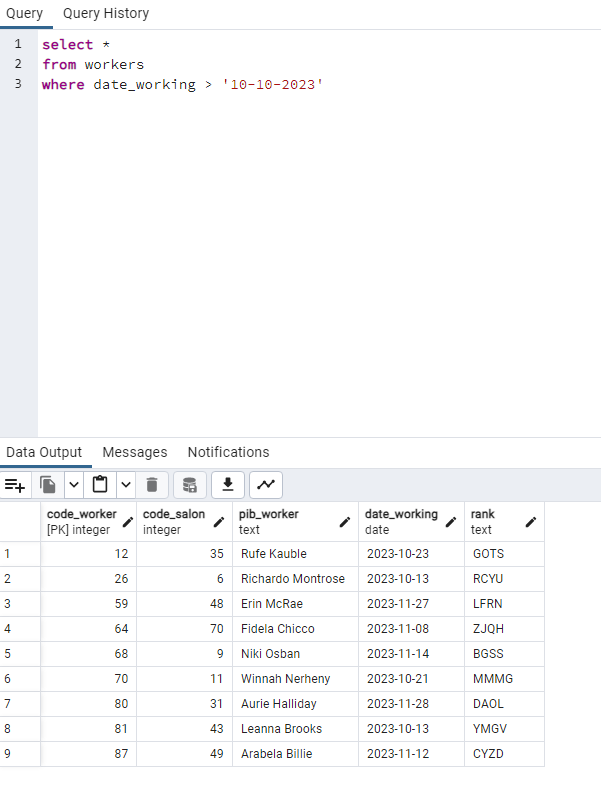 Query Query History
1 select *
2 from workers
3 where date_working > '10-10-2023'
Data Output Messages Notifications
code_worker code_salon pib_worker date_working rank
[PK] integer integer text date text
1 12 35 Rufe Kauble 2023-10-23 GOTS
2 26 6 Richardo Montrose 2023-10-13 RCYU
3 59 48 Erin McRae 2023-11-27 LFRN
4 64 70 Fidela Chicco 2023-11-08 ZJQH
5 68 9 Niki Osban 2023-11-14 BGSS
6 70 11 Winnah Nerheny 2023-10-21 MMMG
7 80 31 Aurie Halliday 2023-11-28 DAOL
8 81 43 Leanna Brooks 2023-10-13 YMGV
9 87 49 Arabela Billie 2023-11-12 CYZD